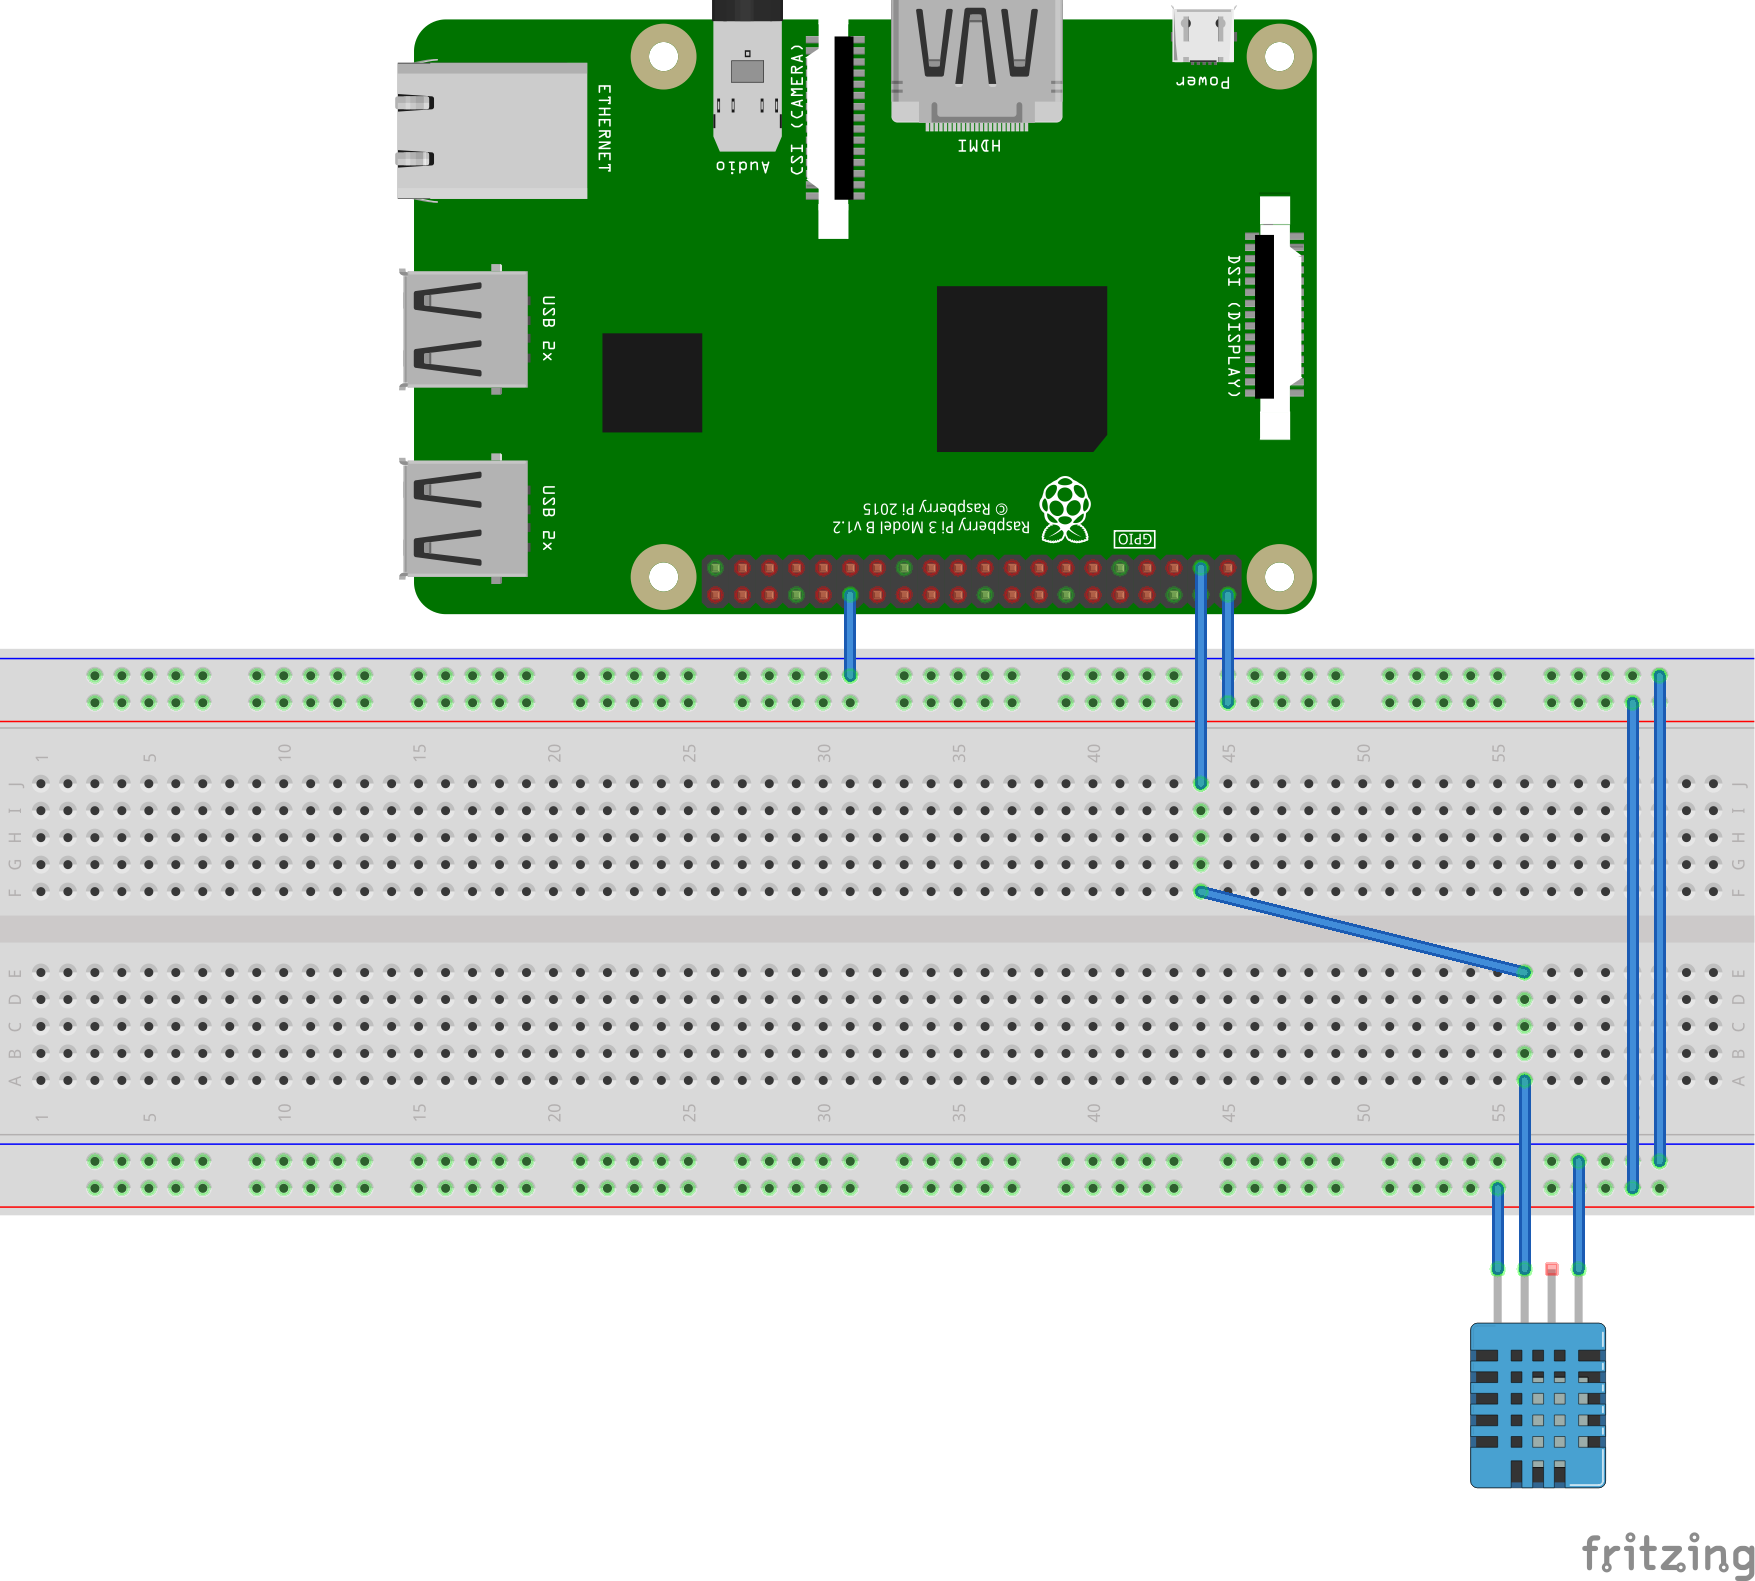 ETHERNET
Audio
CSI (CAMERA)
HDMI
Power
DSI (DISPLAY)
USB 2x
USB 2x
Raspberry Pi 3 Model B v1.2
© Raspberry Pi 2015
GPIO
1 5 10 15 20 25 30 35 40 45 50 55
J J
I I
H H
G G
F F
E E
D D
C C
B B
A A
1 5 10 15 20 25 30 35 40 45 50 55
fritzing